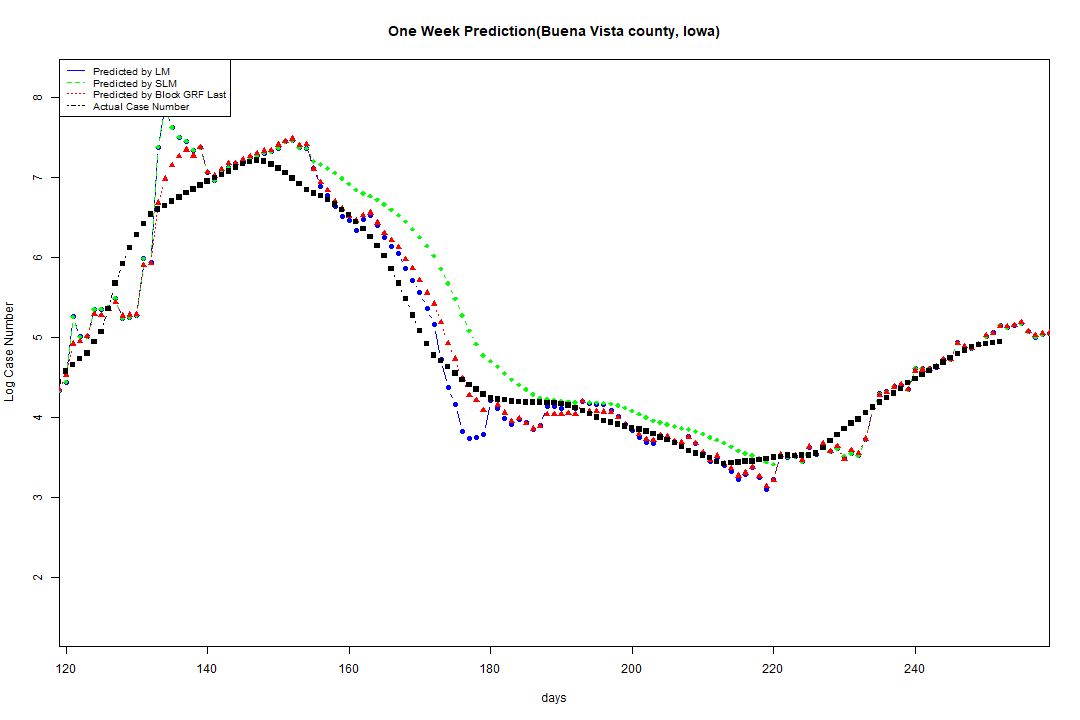 One Week Prediction(Buena Vista county, Iowa)
Predicted by LM
Predicted by SLM
Predicted by Block GRF Last
Actual Case Number
8
7
6
5
4
3
2
Log Case Number
120 140 160 180 200 220 240
days